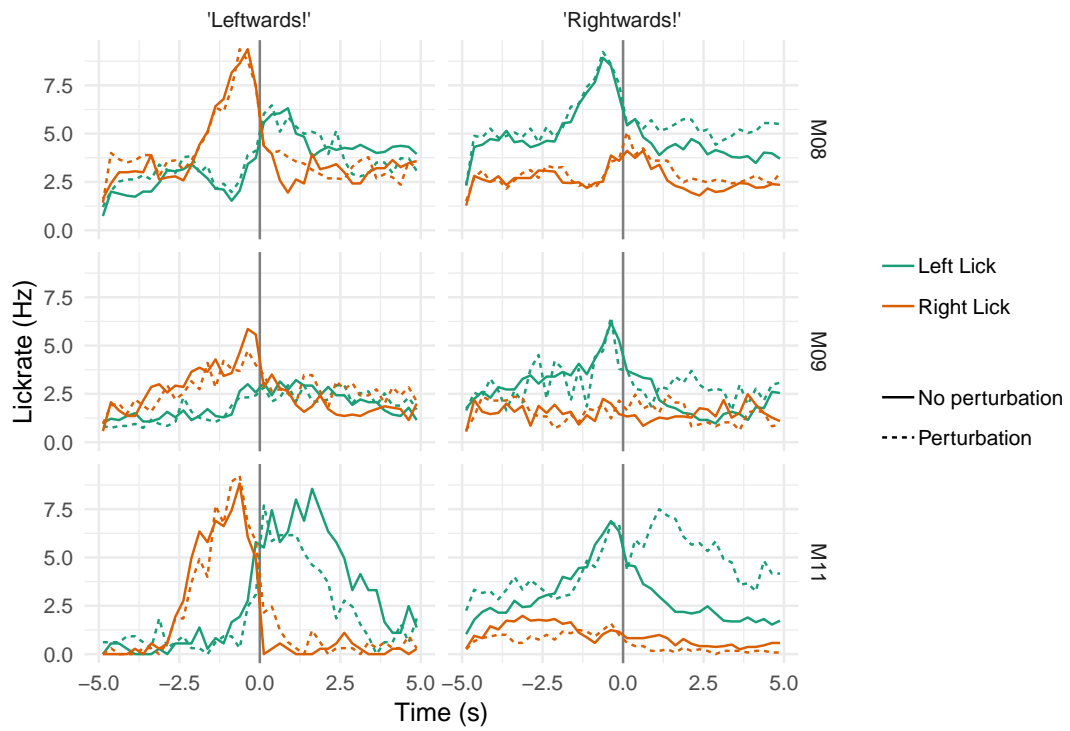 'Leftwards!' 'Rightwards!'
7.5
5.0
2.5
0.0
M08
7.5
5.0
2.5
0.0
M09
7.5
5.0
2.5
0.0
M11
Lickrate (Hz)
−5.0 −2.5 0.0 2.5 5.0 −5.0 −2.5 0.0 2.5 5.0
Time (s)
Left Lick
Right Lick
No perturbation
Perturbation